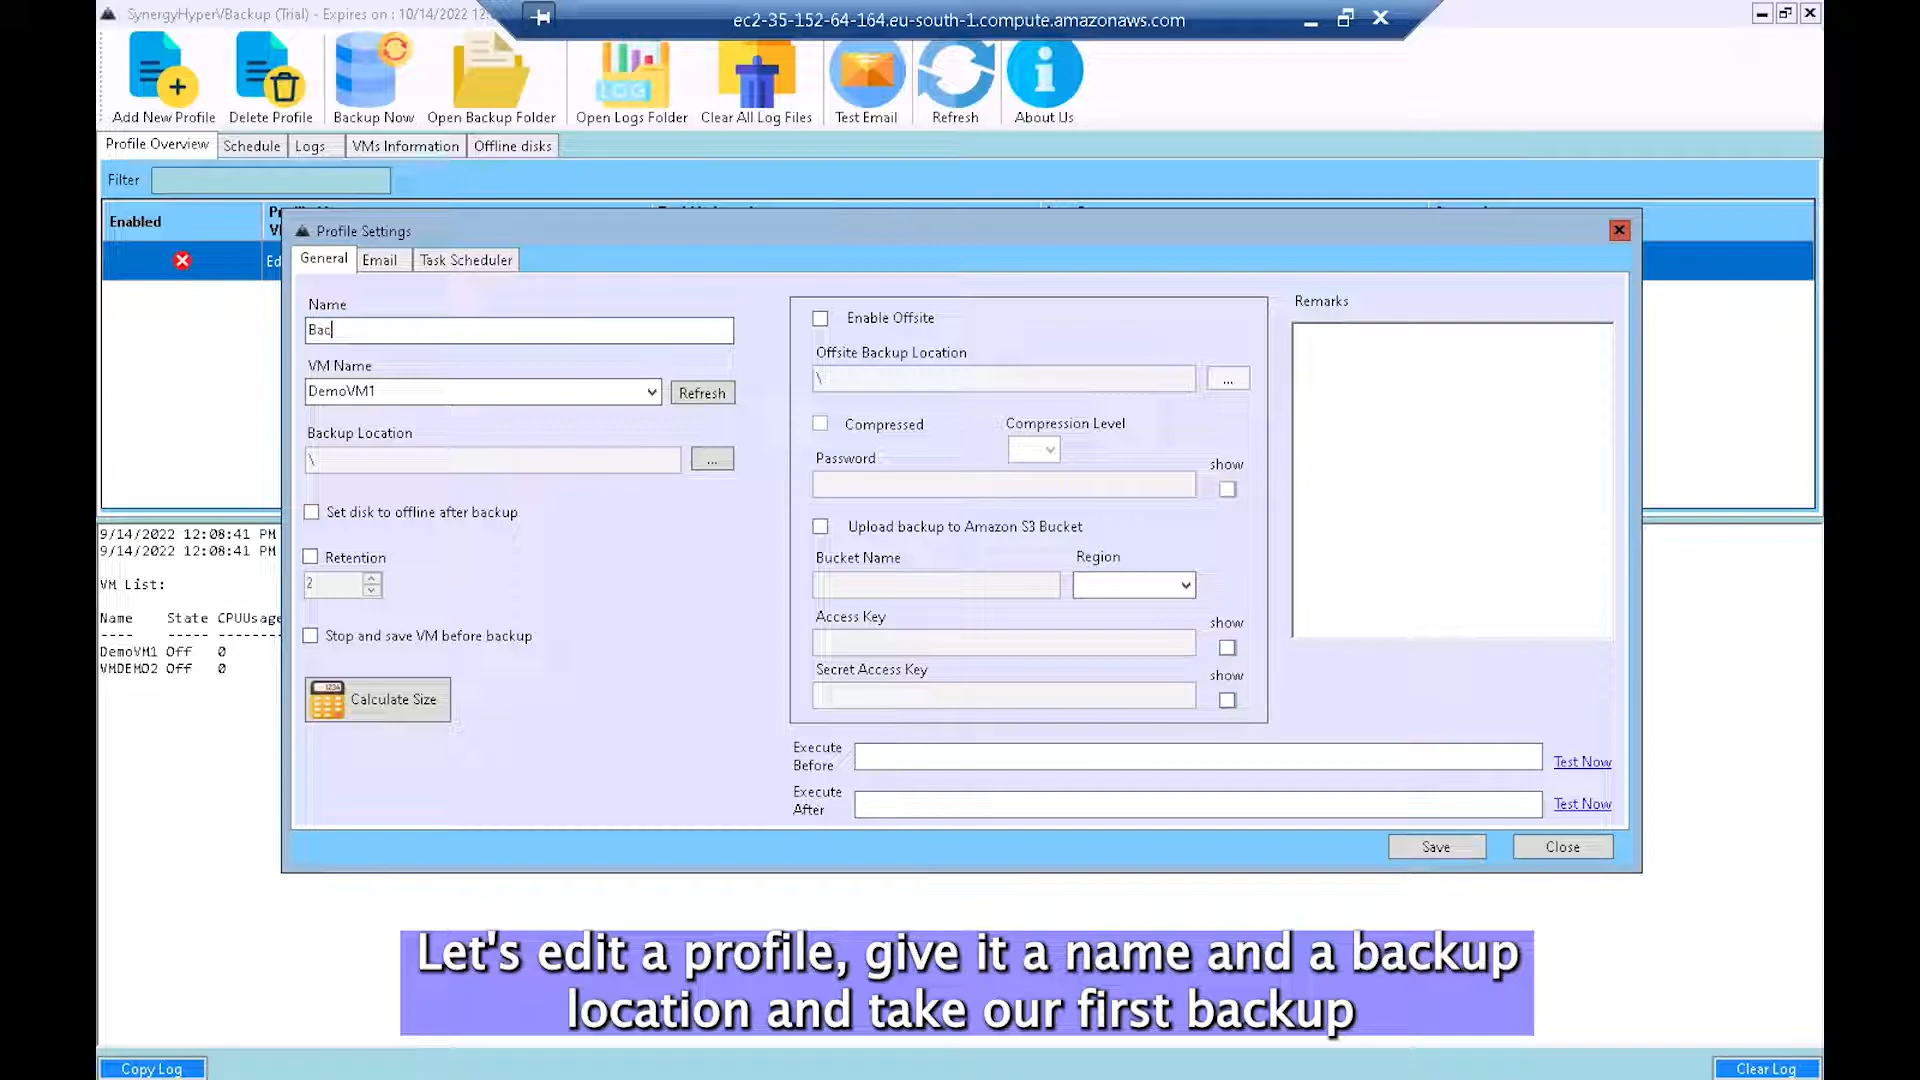 SynergyHyperVBackup (Trial) - Expires on : 10/14/2022 12:
ec2-35-152-64-164.eu-south-1.compute.amazonaws.com
LOG
Add New Profile
Delete Profile
Backup Now
Open Backup Folder
Open Logs Folder
Clear All Log Files
Test Email
Refresh
About Us
Profile Overview
Schedule
Logs
VMs Information
Offline disks
Filter
Enabled
Ed
Profile Settings
General
Email
Task Scheduler
Name
Bac
VM Name
DemoVM1
Refresh
Backup Location
\
...
Set disk to offline after backup
Retention
2
Stop and save VM before backup
1234
Calculate Size
Enable Offsite
Offsite Backup Location
\
...
Compressed
Compression Level
Password
show
Upload backup to Amazon S3 Bucket
Bucket Name
Region
Access Key
show
Secret Access Key
show
Remarks
Execute Before
Test Now
Execute After
Test Now
Save
Close
9/14/2022 12:08:41 PM
9/14/2022 12:08:41 PM
VM List:
Name State CPUUsage
---- ----- --------
DemoVM1 Off 0
VMDEMO2 Off 0
Let's edit a profile, give it a name and a backup
location and take our first backup
Copy Log
Clear Log